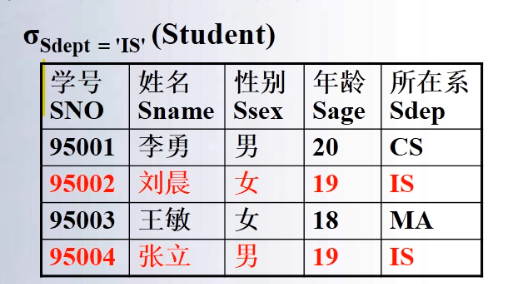 σSdept = 'IS' (Student)
学号 姓名 性别 年龄 所在系
SNO Sname Ssex Sage Sdep
95001 李勇 男 20 CS
95002 刘晨 女 19 IS
95003 王敏 女 18 MA
95004 张立 男 19 IS